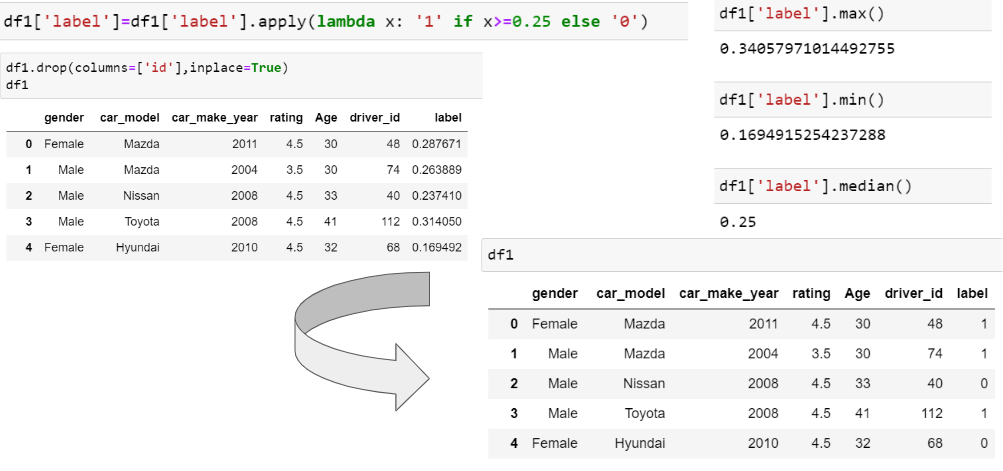 df1['label']=df1['label'].apply(lambda x: '1' if x>=0.25 else '0')
df1.drop(columns=['id'],inplace=True)
df1
gender car_model car_make_year rating Age driver_id label
0 Female Mazda 2011 4.5 30 48 0.287671
1 Male Mazda 2004 3.5 30 74 0.263889
2 Male Nissan 2008 4.5 33 40 0.237410
3 Male Toyota 2008 4.5 41 112 0.314050
4 Female Hyundai 2010 4.5 32 68 0.169492
df1['label'].max()
0.34057971014492755
df1['label'].min()
0.1694915254237288
df1['label'].median()
0.25
df1
gender car_model car_make_year rating Age driver_id label
0 Female Mazda 2011 4.5 30 48 1
1 Male Mazda 2004 3.5 30 74 1
2 Male Nissan 2008 4.5 33 40 0
3 Male Toyota 2008 4.5 41 112 1
4 Female Hyundai 2010 4.5 32 68 0